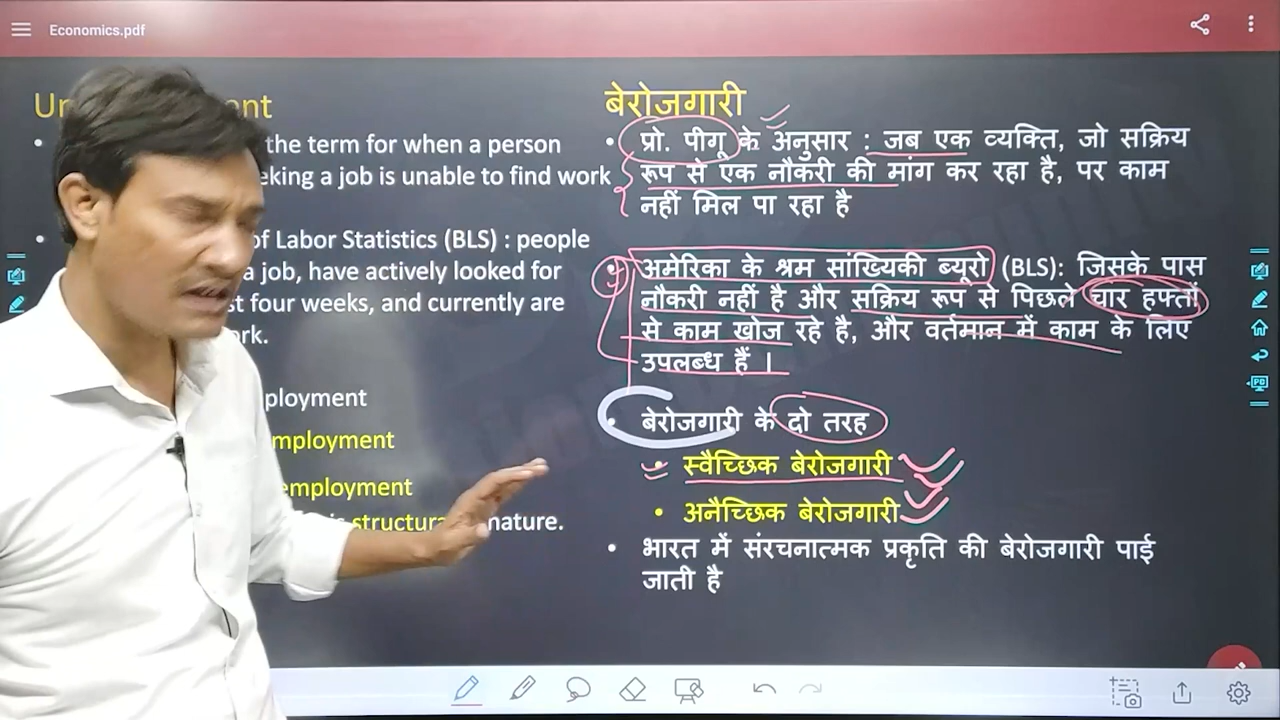 Economics.pdf
the term for when a person
eking a job is unable to find work
of Labor Statistics (BLS) : people
a job, have actively looked for
st four weeks, and currently are
rk.
ployment
mployment
employment
structura nature.
बेरोजगारी
प्रो. पीगू के अनुसार : जब एक व्यक्ति, जो सक्रिय
रूप से एक नौकरी की मांग कर रहा है, पर काम
नहीं मिल पा रहा है
अमेरिका के श्रम सांख्यिकी ब्यूरो (BLS): जिसके पास
नौकरी नहीं है और सक्रिय रूप से पिछले चार हफ्तों
से काम खोज रहे है, और वर्तमान में काम के लिए
उपलब्ध हैं ।
बेरोजगारी के दो तरह
स्वैच्छिक बेरोजगारी
अनैच्छिक बेरोजगारी
भारत में संरचनात्मक प्रकृति की बेरोजगारी पाई
जाती है